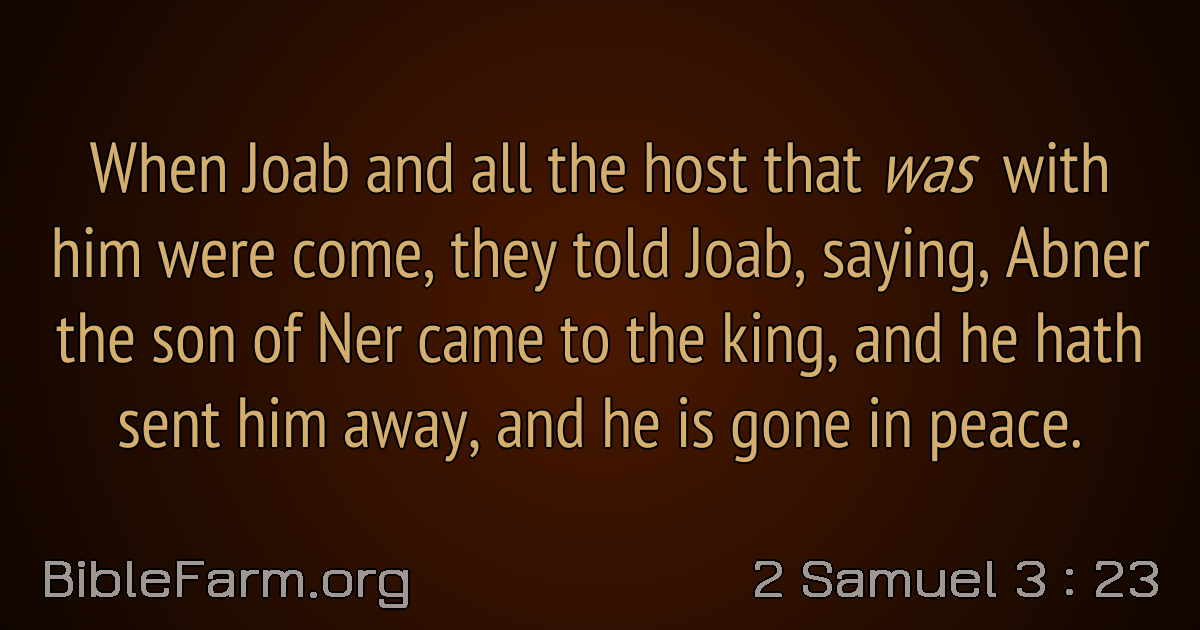 When Joab and all the host that was with
him were come, they told Joab, saying, Abner
the son of Ner came to the king, and he hath
sent him away, and he is gone in peace.
BibleFarm.org
2 Samuel 3 : 23